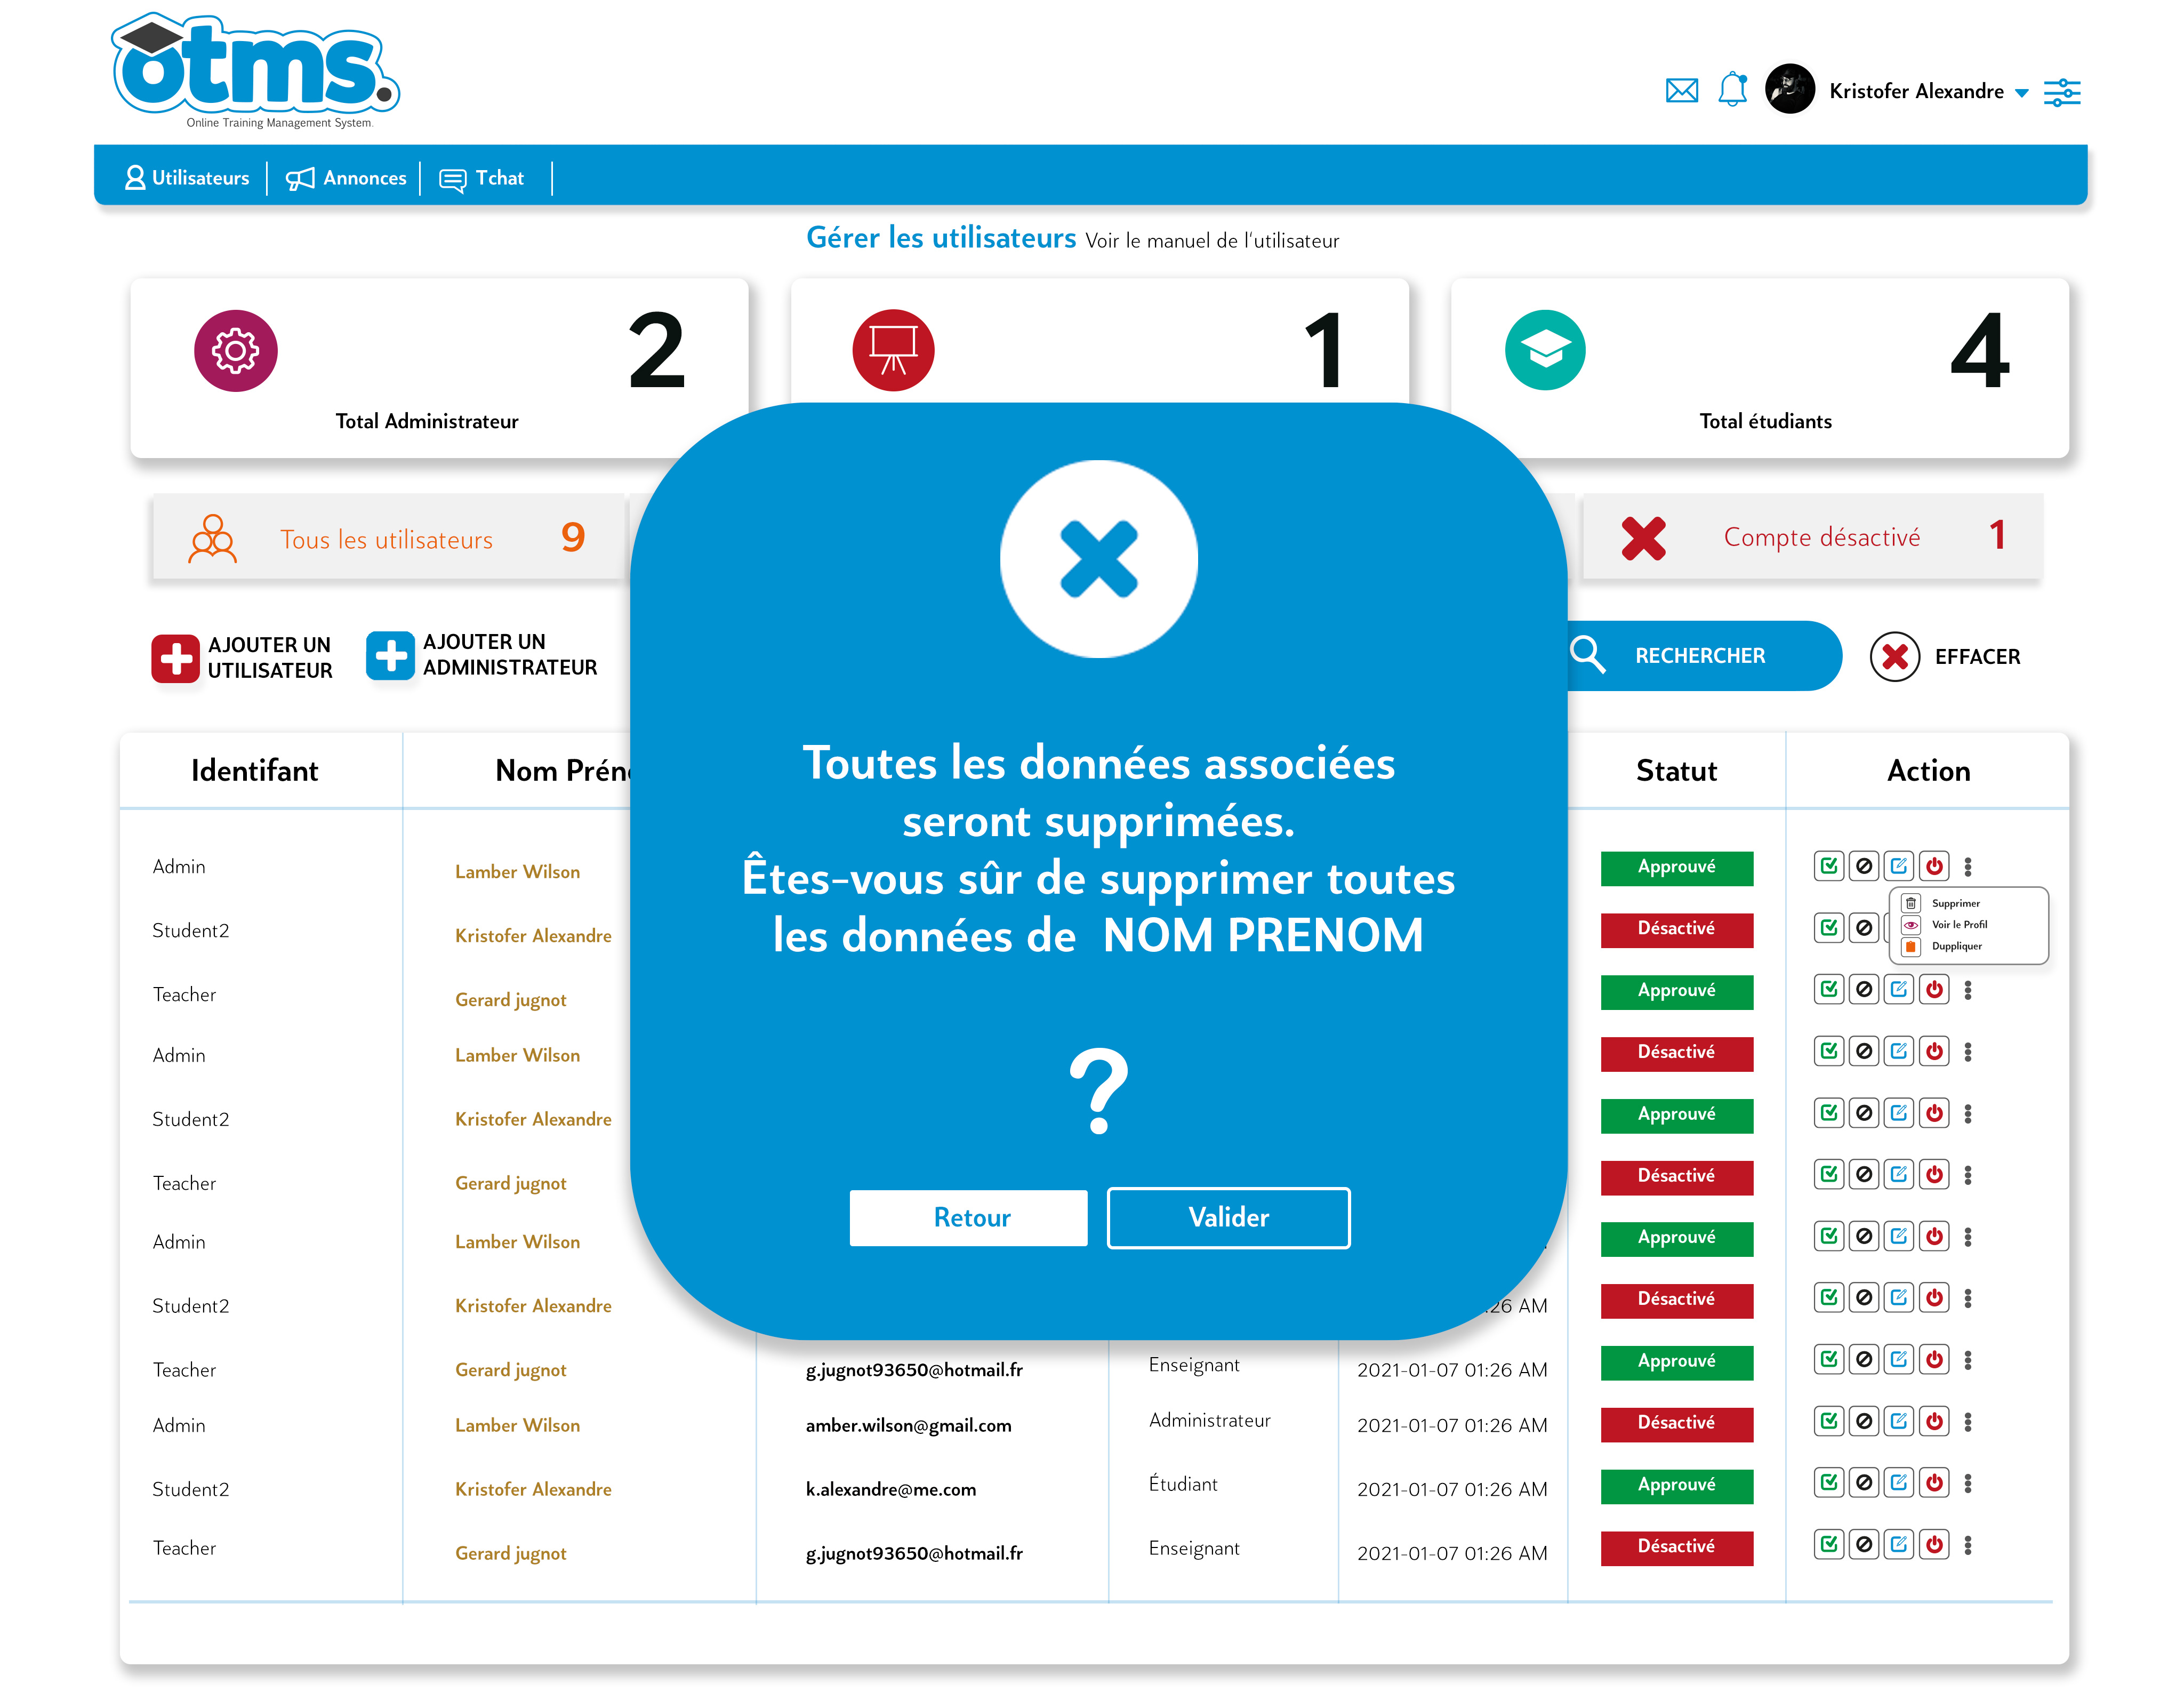 otms.
Online Training Management System.
Kristofer Alexandre
Utilisateurs
Annonces
Tchat
Gérer les utilisateurs Voir le manuel de l'utilisateur
2
Total Administrateur
1
4
Total étudiants
Tous les utilisateurs 9
Compte désactivé 1
AJOUTER UN
UTILISATEUR
AJOUTER UN
ADMINISTRATEUR
RECHERCHER
EFFACER
Toutes les données associées
seront supprimées.
Êtes-vous sûr de supprimer toutes
les données de NOM PRENOM
?
Retour
Valider
Identifant Nom Statut Action
Admin Lamber Wilson Approuvé
Supprimer
Voir le Profil
Duppliquer
Student2 Kristofer Alexandre Désactivé
Teacher Gerard jugnot Approuvé
Admin Lamber Wilson Désactivé
Student2 Kristofer Alexandre Approuvé
Teacher Gerard jugnot Désactivé
Admin Lamber Wilson Approuvé
Student2 Kristofer Alexandre AM Désactivé
Teacher Gerard jugnot g.jugnot93650@hotmail.fr Enseignant 2021-01-07 01:26 AM Approuvé
Admin Lamber Wilson amber.wilson@gmail.com Administrateur 2021-01-07 01:26 AM Désactivé
Student2 Kristofer Alexandre k.alexandre@me.com Étudiant 2021-01-07 01:26 AM Approuvé
Teacher Gerard jugnot g.jugnot93650@hotmail.fr Enseignant 2021-01-07 01:26 AM Désactivé